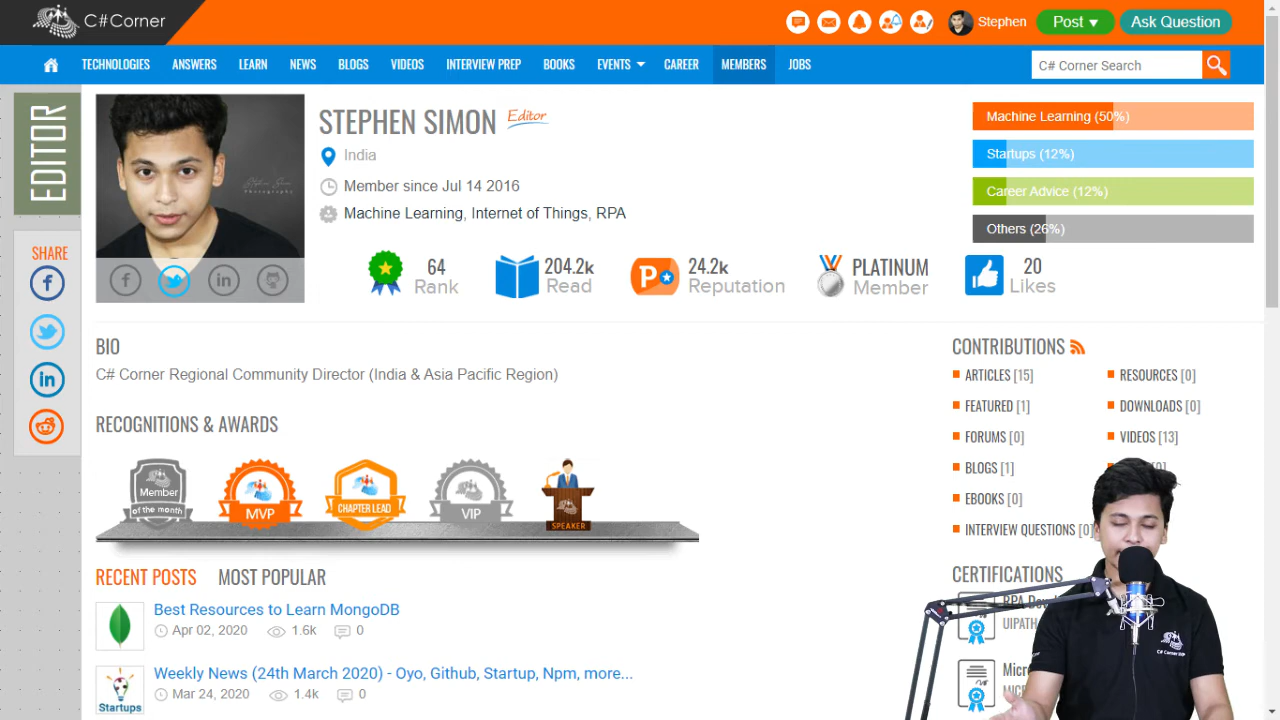 C#Corner
Stephen
Post
Ask Question
TECHNOLOGIES
ANSWERS
LEARN
NEWS
BLOGS
VIDEOS
INTERVIEW PREP
BOOKS
EVENTS
CAREER
MEMBERS
JOBS
C# Corner Search
EDITOR
SHARE
STEPHEN SIMON Editor
India
Member since Jul 14 2016
Machine Learning, Internet of Things, RPA
64
Rank
204.2k
Read
24.2k
Reputation
PLATINUM
Member
20
Likes
Machine Learning (50%)
Startups (12%)
Career Advice (12%)
Others (26%)
BIO
C# Corner Regional Community Director (India & Asia Pacific Region)
RECOGNITIONS & AWARDS
Member
of the month
MVP
CHAPTER LEAD
VIP
SPEAKER
RECENT POSTS
MOST POPULAR
Best Resources to Learn MongoDB
Apr 02, 2020 1.6k 0
Weekly News (24th March 2020) - Oyo, Github, Startup, Npm, more...
Mar 24, 2020 1.4k 0
Startups
CONTRIBUTIONS
ARTICLES [15]
RESOURCES [0]
FEATURED [1]
DOWNLOADS [0]
FORUMS [0]
VIDEOS [13]
BLOGS [1]
EBOOKS [0]
INTERVIEW QUESTIONS [0]
CERTIFICATIONS
RPA
UIPATH